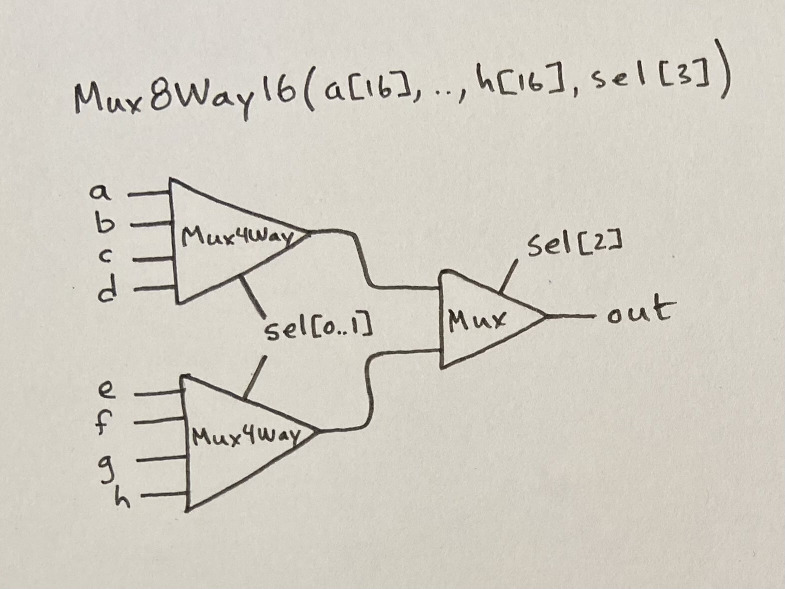 Mux8Way16(a[16],..,h[16],sel[3])
a
b
c
d
Mux4Way
sel[2]
Mux
out
sel[0..1]
e
f
g
h
Mux4Way